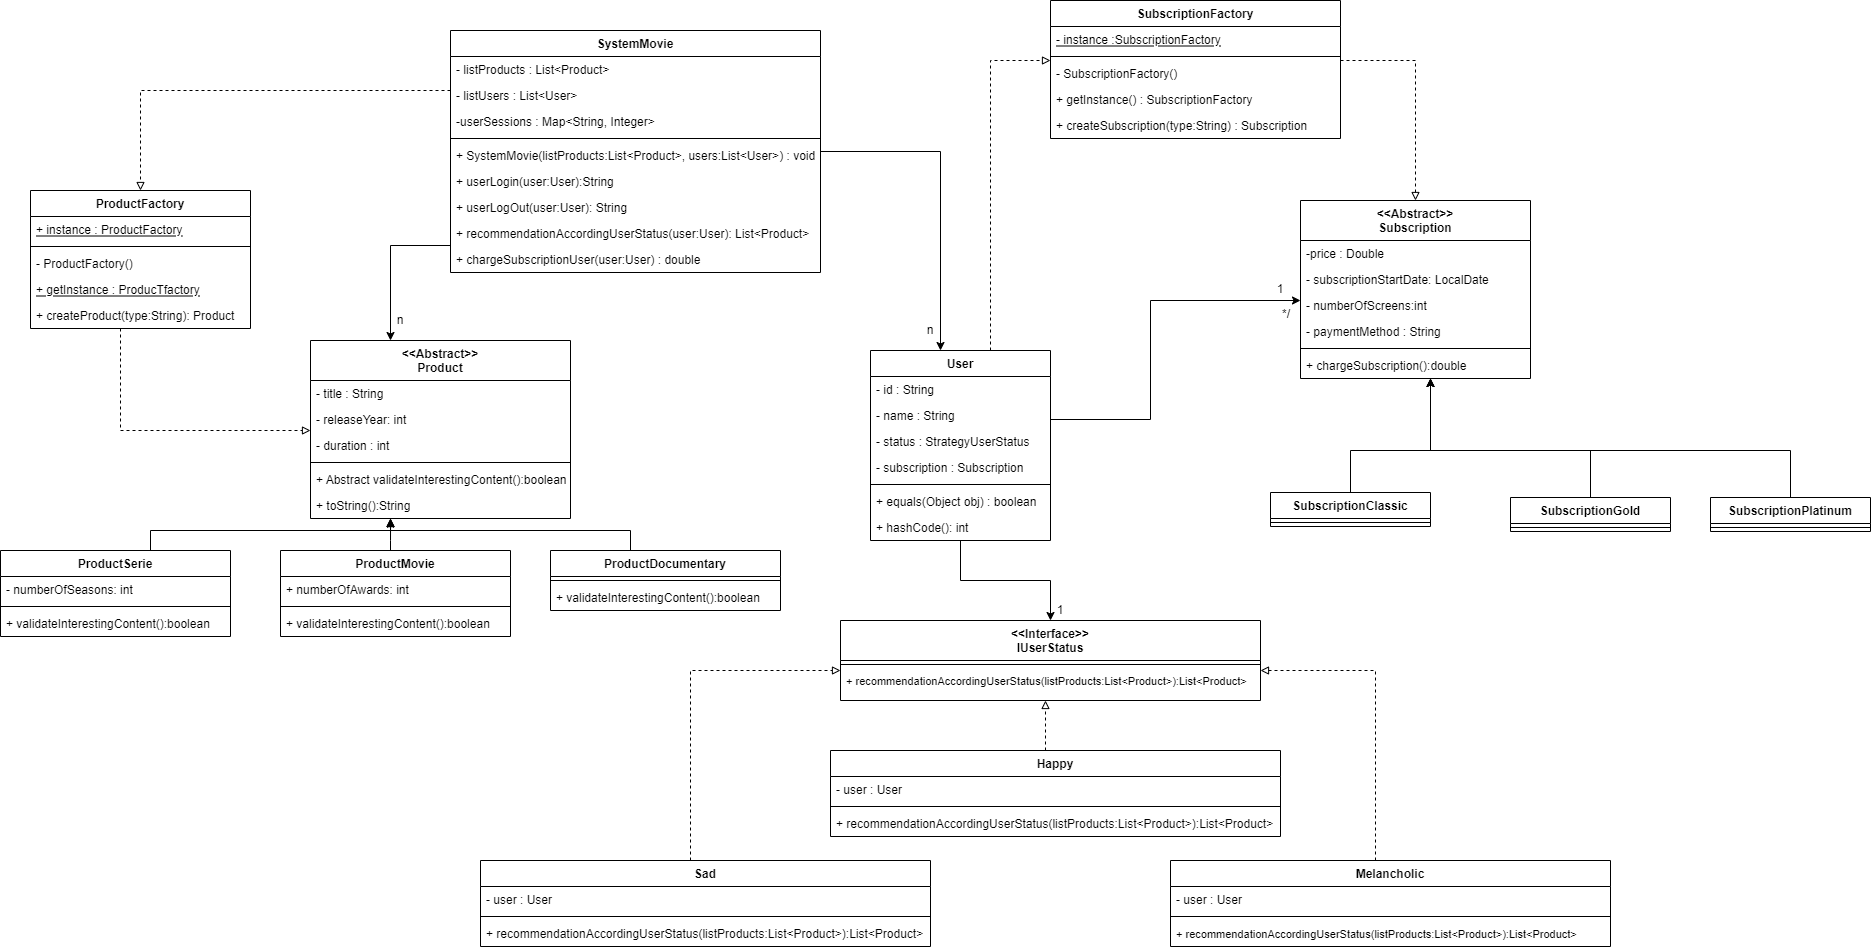 SubscriptionFactory
- instance :SubscriptionFactory
- SubscriptionFactory()
+ getInstance() : SubscriptionFactory
+ createSubscription(type:String) : Subscription
SystemMovie
- listProducts : List<Product>
- listUsers : List<User>
-userSessions : Map<String, Integer>
+ SystemMovie(listProducts:List<Product>, users:List<User>) : void
+ userLogin(user:User):String
+ userLogOut(user:User): String
+ recommendationAccordingUserStatus(user:User): List<Product>
+ chargeSubscriptionUser(user:User) : double
ProductFactory
+ instance : ProductFactory
- ProductFactory()
+ getInstance : ProducTfactory
+ createProduct(type:String): Product
<<Abstract>>
Subscription
-price : Double
- subscriptionStartDate: LocalDate
- numberOfScreens:int
- paymentMethod : String
+ chargeSubscription():double
1
*/
n
n
<<Abstract>>
Product
- title : String
- releaseYear: int
- duration : int
+ Abstract validateInterestingContent():boolean
+ toString():String
User
- id : String
- name : String
- status : StrategyUserStatus
- subscription : Subscription
+ equals(Object obj) : boolean
+ hashCode(): int
SubscriptionClassic
SubscriptionGold
SubscriptionPlatinum
ProductSerie
- numberOfSeasons: int
+ validateInterestingContent():boolean
ProductMovie
+ numberOfAwards: int
+ validateInterestingContent():boolean
ProductDocumentary
+ validateInterestingContent():boolean
1
<<Interface>>
IUserStatus
+ recommendationAccordingUserStatus(listProducts:List<Product>):List<Product>
Happy
- user : User
+ recommendationAccordingUserStatus(listProducts:List<Product>):List<Product>
Sad
- user : User
+ recommendationAccordingUserStatus(listProducts:List<Product>):List<Product>
Melancholic
- user : User
+ recommendationAccordingUserStatus(listProducts:List<Product>):List<Product>